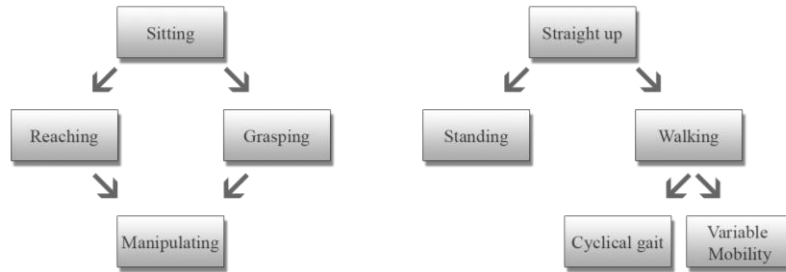 Sitting
Straight up
Reaching
Grasping
Standing
Walking
Manipulating
Cyclical gait
Variable
Mobility